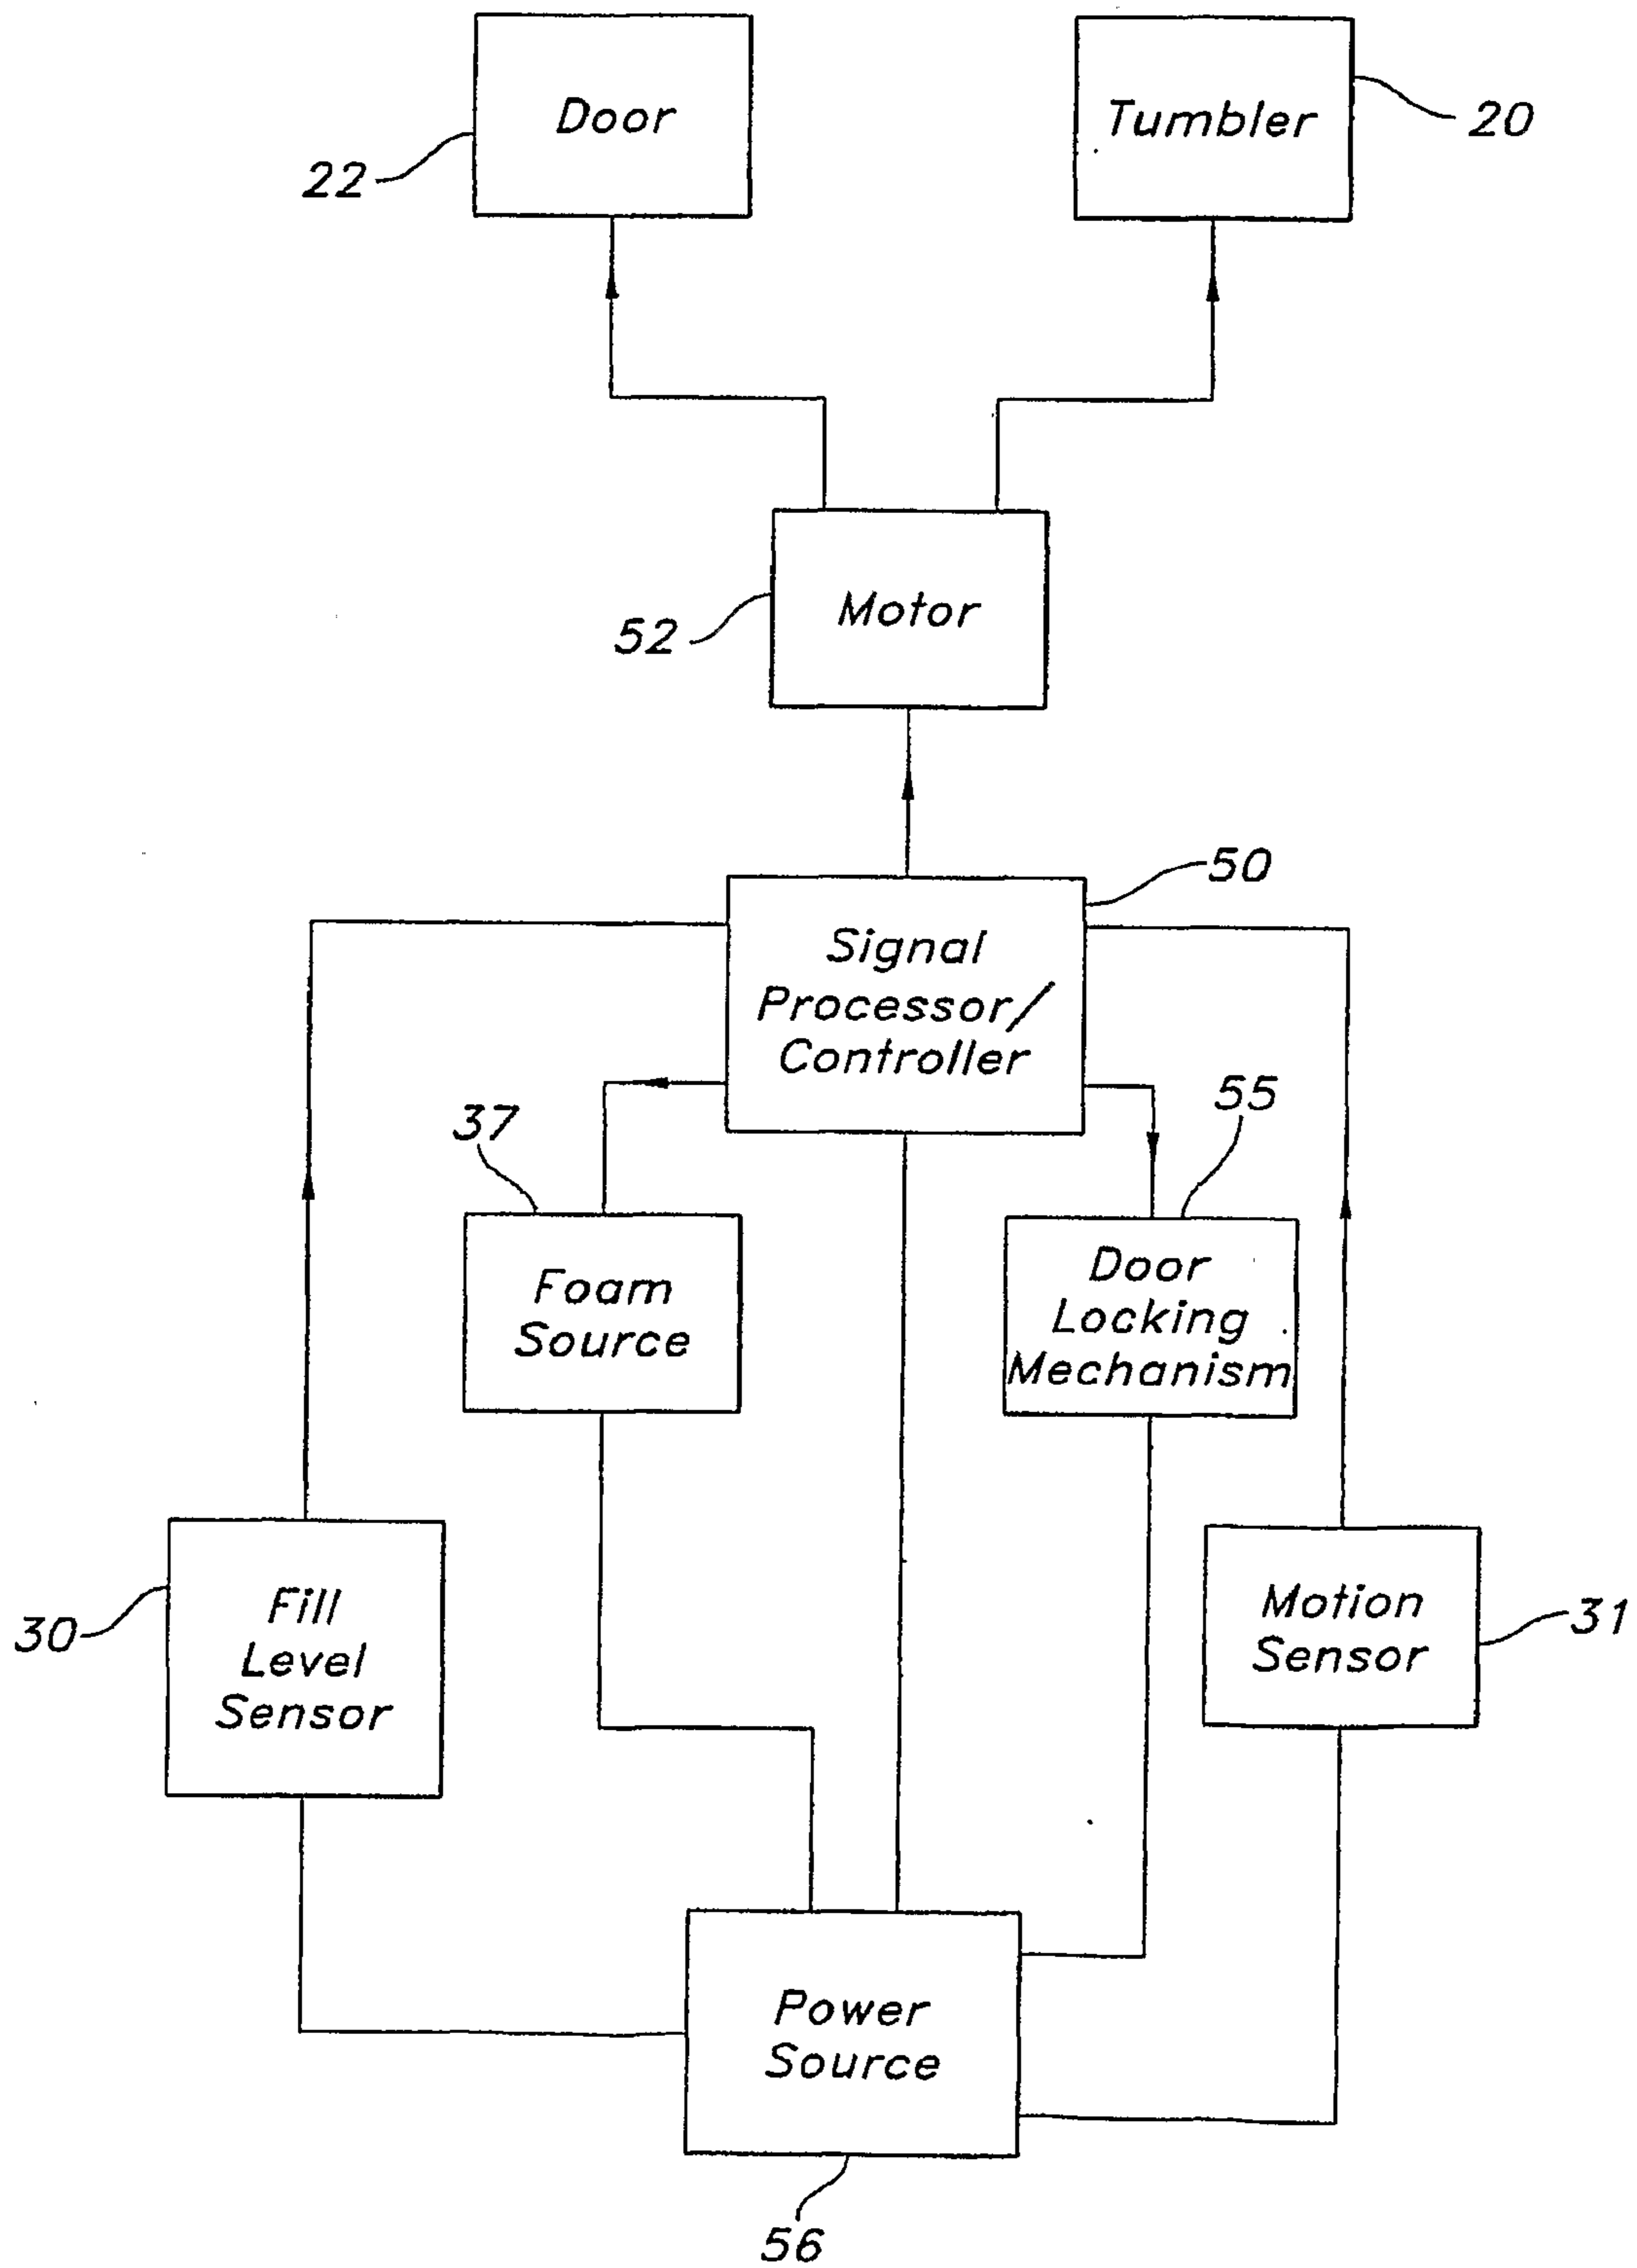 Door
Tumbler
20
22
Motor
52
50
Signal
Processor/
Controller
55
37
Door
Locking
Mechanism
Foam
Source
Fill
Level
Sensor
30
Motion
Sensor
31
Power
Source
56